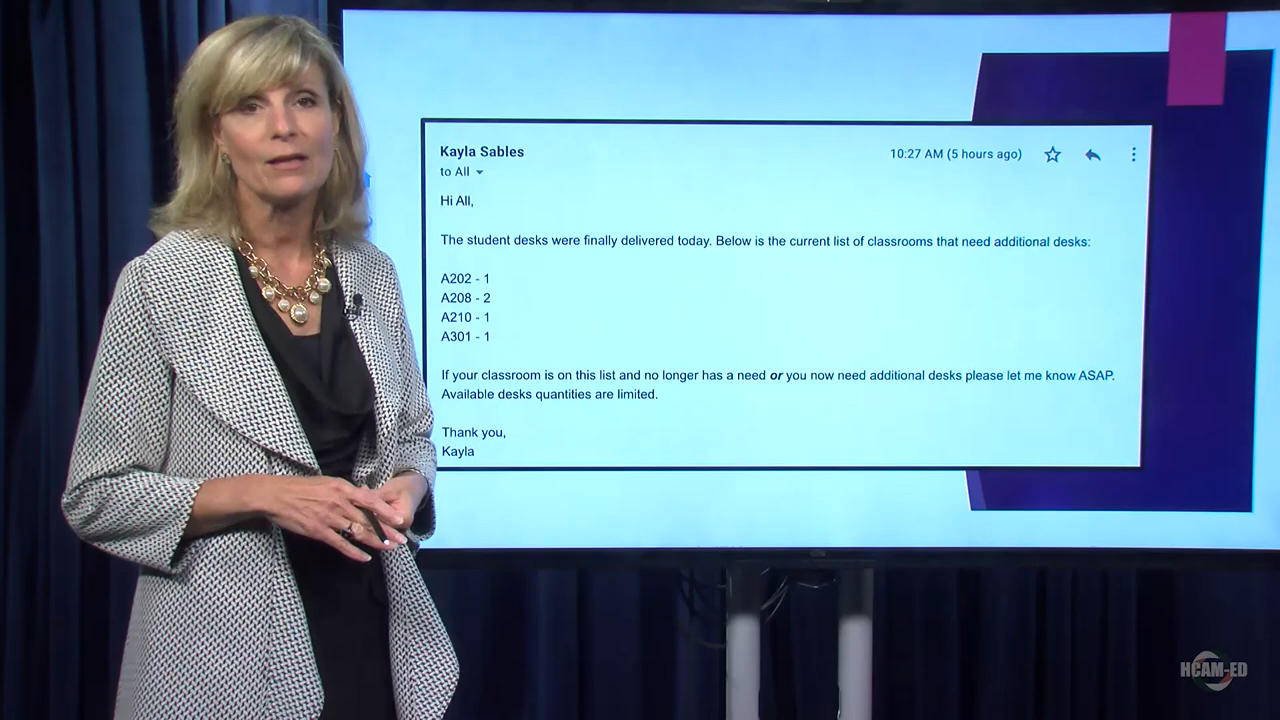 Kayla Sables
10:27 AM (5 hours ago)
to All
Hi All,
The student desks were finally delivered today. Below is the current list of classrooms that need additional desks:
A202 - 1
A208 - 2
A210 - 1
A301 - 1
If your classroom is on this list and no longer has a need or you now need additional desks please let me know ASAP.
Available desks quantities are limited.
Thank you,
Kayla
HCAM-ED